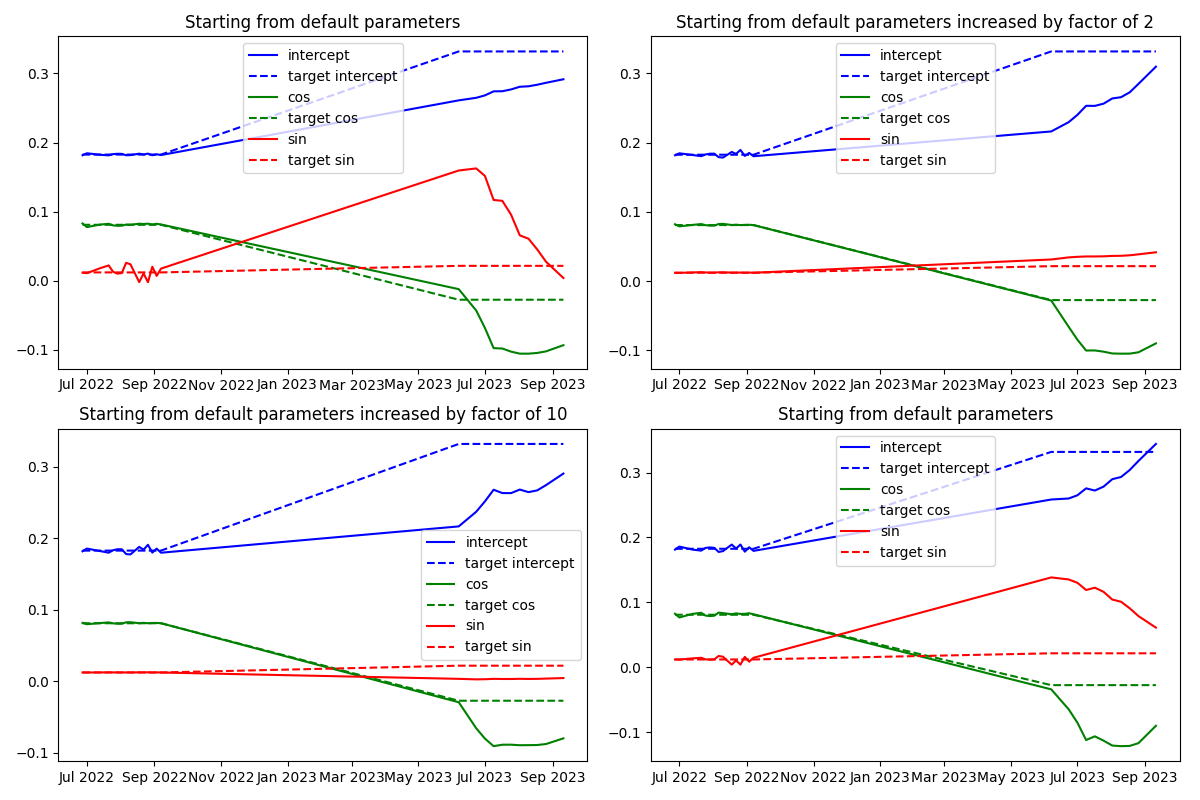 Starting from default parameters
0.3
0.2
0.1
0.0
−0.1
intercept
target intercept
cos
target cos
sin
target sin
Jul 2022 Sep 2022 Nov 2022 Jan 2023 Mar 2023 May 2023 Jul 2023 Sep 2023
Starting from default parameters increased by factor of 2
0.3
0.2
0.1
0.0
−0.1
intercept
target intercept
cos
target cos
sin
target sin
Jul 2022 Sep 2022 Nov 2022 Jan 2023 Mar 2023 May 2023 Jul 2023 Sep 2023
Starting from default parameters increased by factor of 10
0.3
0.2
0.1
0.0
−0.1
intercept
target intercept
cos
target cos
sin
target sin
Jul 2022 Sep 2022 Nov 2022 Jan 2023 Mar 2023 May 2023 Jul 2023 Sep 2023
Starting from default parameters
0.3
0.2
0.1
0.0
−0.1
intercept
target intercept
cos
target cos
sin
target sin
Jul 2022 Sep 2022 Nov 2022 Jan 2023 Mar 2023 May 2023 Jul 2023 Sep 2023